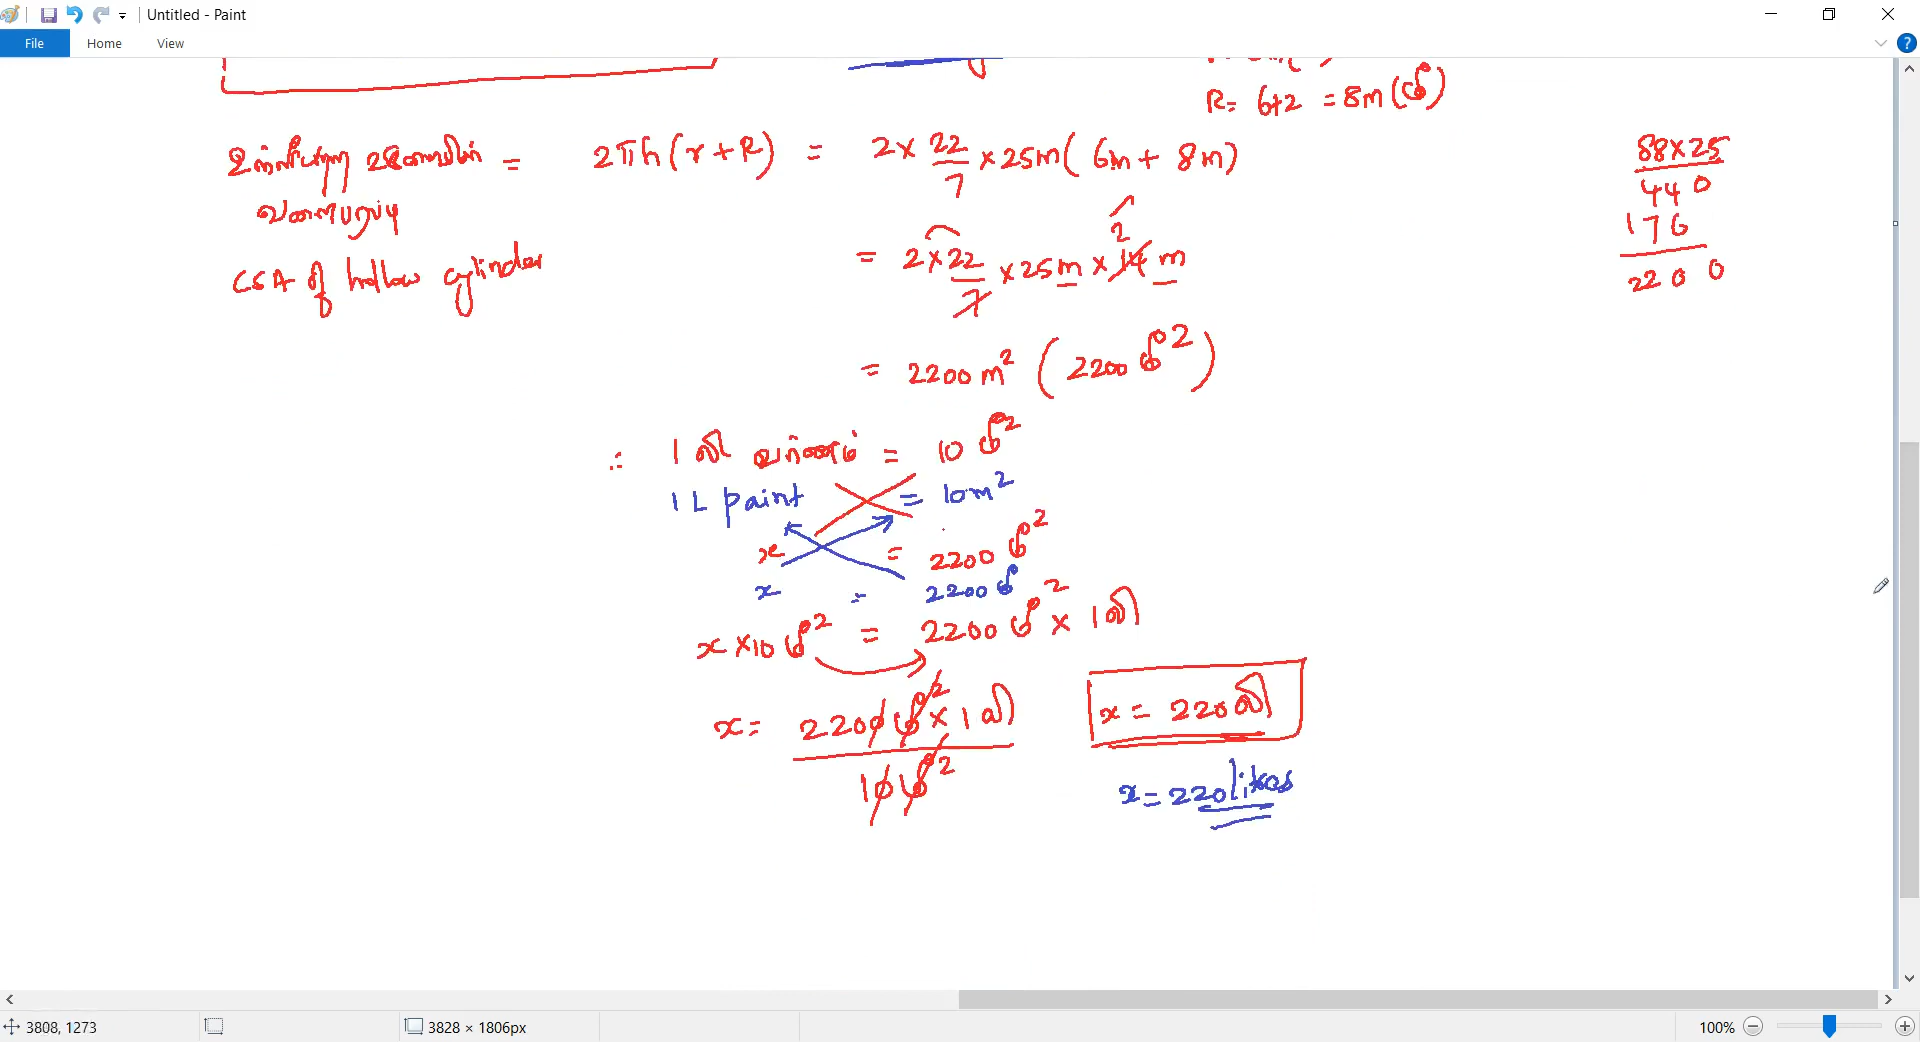 Untitled - Paint
File Home View
R = 6+2 = 8m (மீ)
உள்ளீடற்ற உருளையின் = 2πh(r+R) = 2 × 22/7 × 25m (6m + 8m)
வளைபரப்பு
CSA of hollow cylinder
= 2 × 22/7 × 25m × 14 m
2
= 2200 m² (2200 மீ²)
88×25
440
176
2200
∴ 1 லி வண்ணம் = 10 மீ²
1 L paint = 10m²
x = 2200 மீ²
x = 2200 மீ
x × 10 மீ² = 2200 மீ² × 1 லி
x = 2200 மீ² × 1 லி / 10 மீ²
x = 220 லி
x = 220 litres
3808, 1273
3828 × 1806px
100%